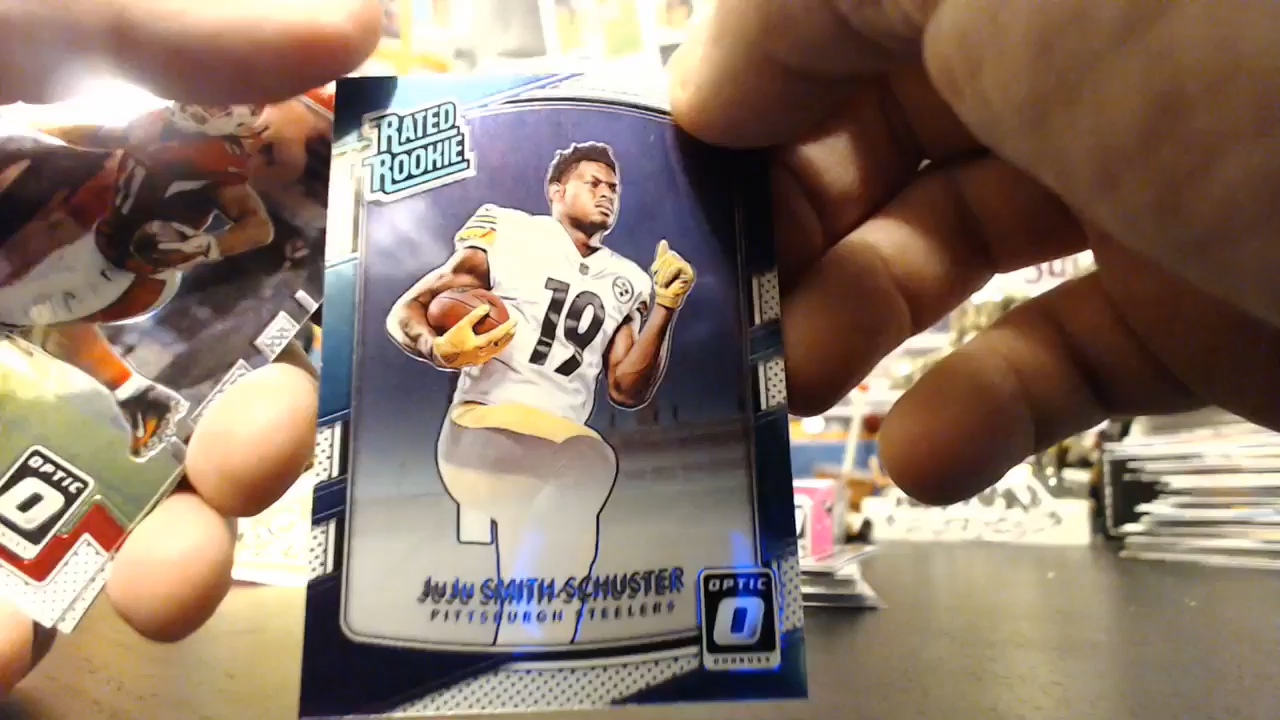 RATED
ROOKIE
19
JuJu SMITH-SCHUSTER
PITTSBURGH STEELERS
OPTIC
O
DONRUSS
OPTIC
O